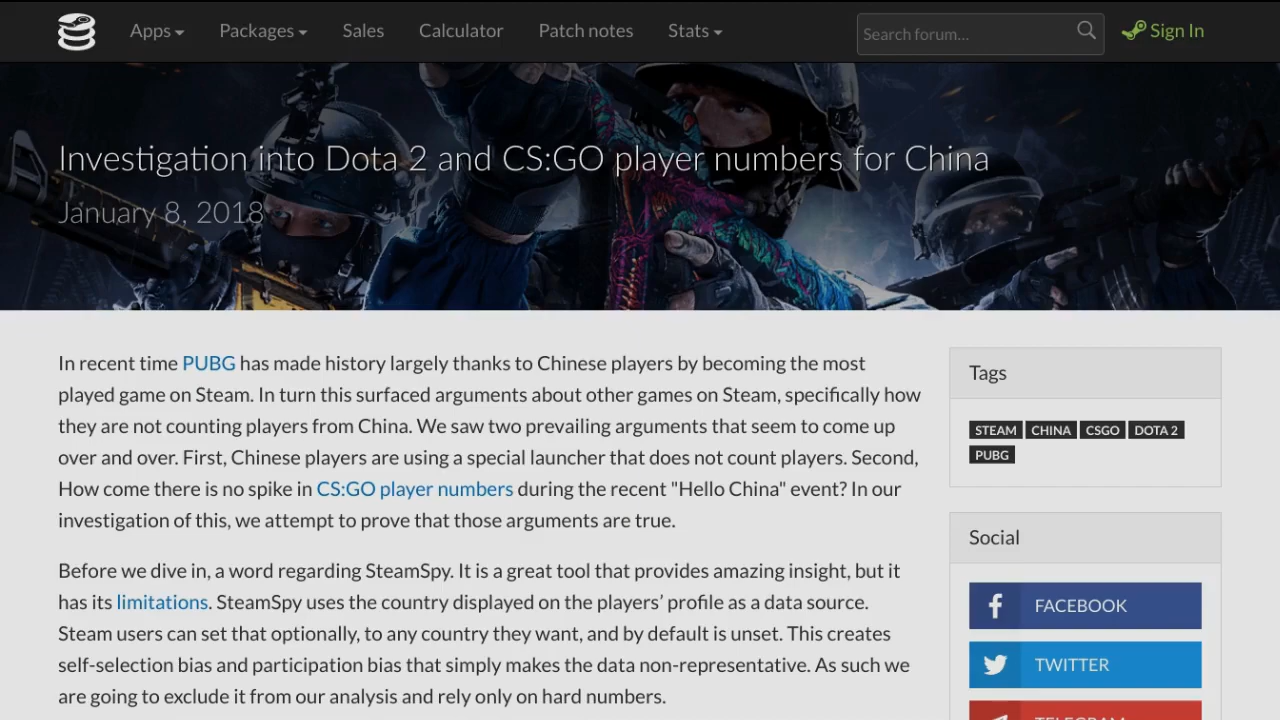 Apps Packages Sales Calculator Patch notes Stats Search forum... Sign In
Investigation into Dota 2 and CS:GO player numbers for China
January 8, 2018
In recent time PUBG has made history largely thanks to Chinese players by becoming the most
played game on Steam. In turn this surfaced arguments about other games on Steam, specifically how
they are not counting players from China. We saw two prevailing arguments that seem to come up
over and over. First, Chinese players are using a special launcher that does not count players. Second,
How come there is no spike in CS:GO player numbers during the recent "Hello China" event? In our
investigation of this, we attempt to prove that those arguments are true.
Before we dive in, a word regarding SteamSpy. It is a great tool that provides amazing insight, but it
has its limitations. SteamSpy uses the country displayed on the players’ profile as a data source.
Steam users can set that optionally, to any country they want, and by default is unset. This creates
self-selection bias and participation bias that simply makes the data non-representative. As such we
are going to exclude it from our analysis and rely only on hard numbers.
Tags
STEAM CHINA CSGO DOTA 2
PUBG
Social
FACEBOOK
TWITTER
TELEGRAM